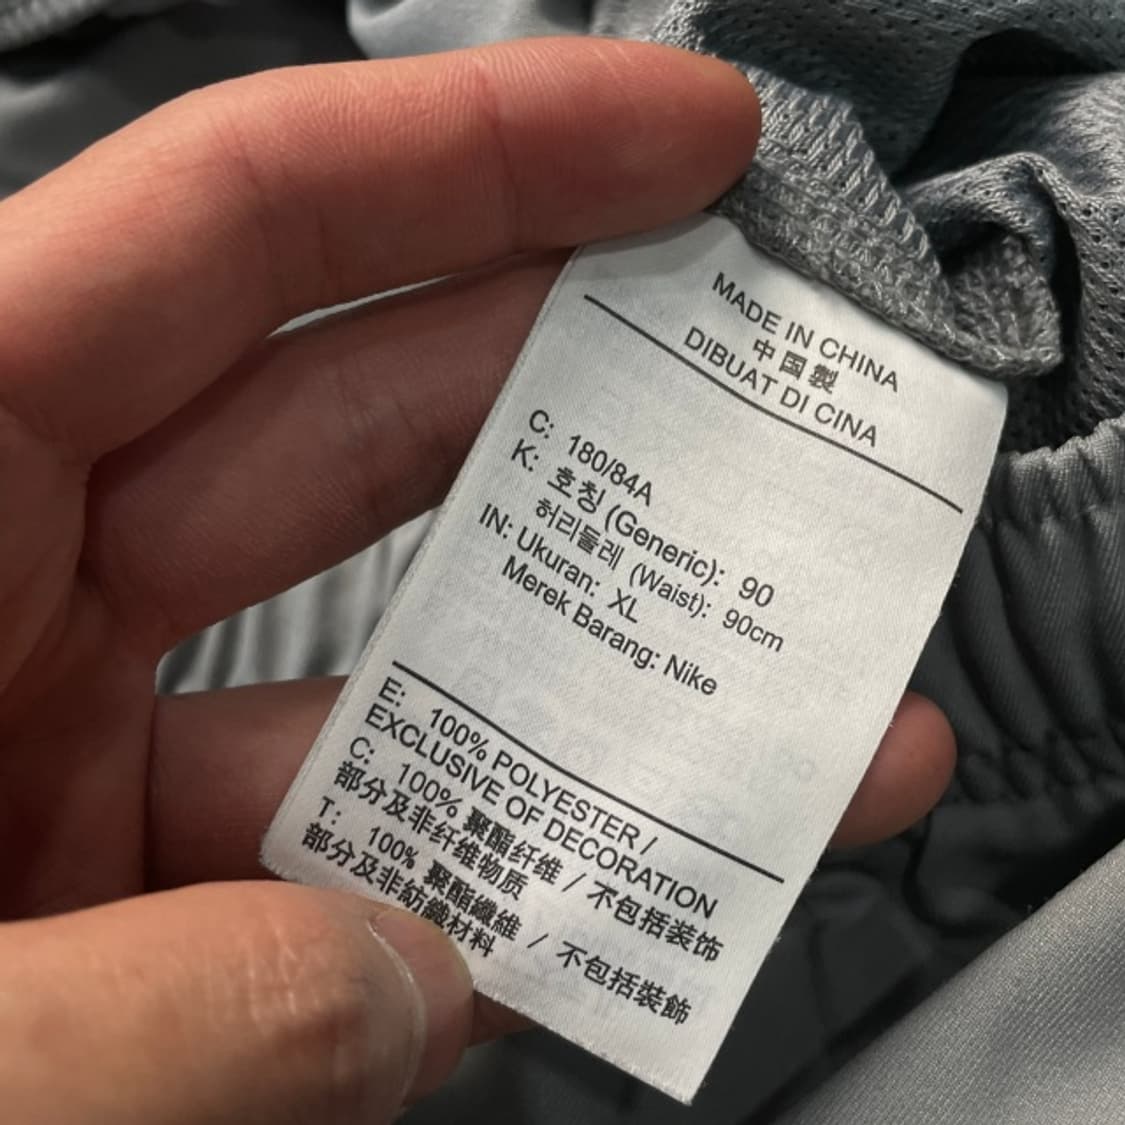 MADE IN CHINA
中国製
DIBUAT DI CINA
C: 180/84A
K: 호칭 (Generic): 90
허리둘레 (Waist): 90cm
IN: Ukuran: XL
Merek Barang: Nike
E: 100% POLYESTER /
EXCLUSIVE OF DECORATION
C: 100% 聚酯纤维 / 不包括装饰
部分及非纤维物质
T: 100% 聚酯纖維 / 不包括裝飾
部分及非紡織材料